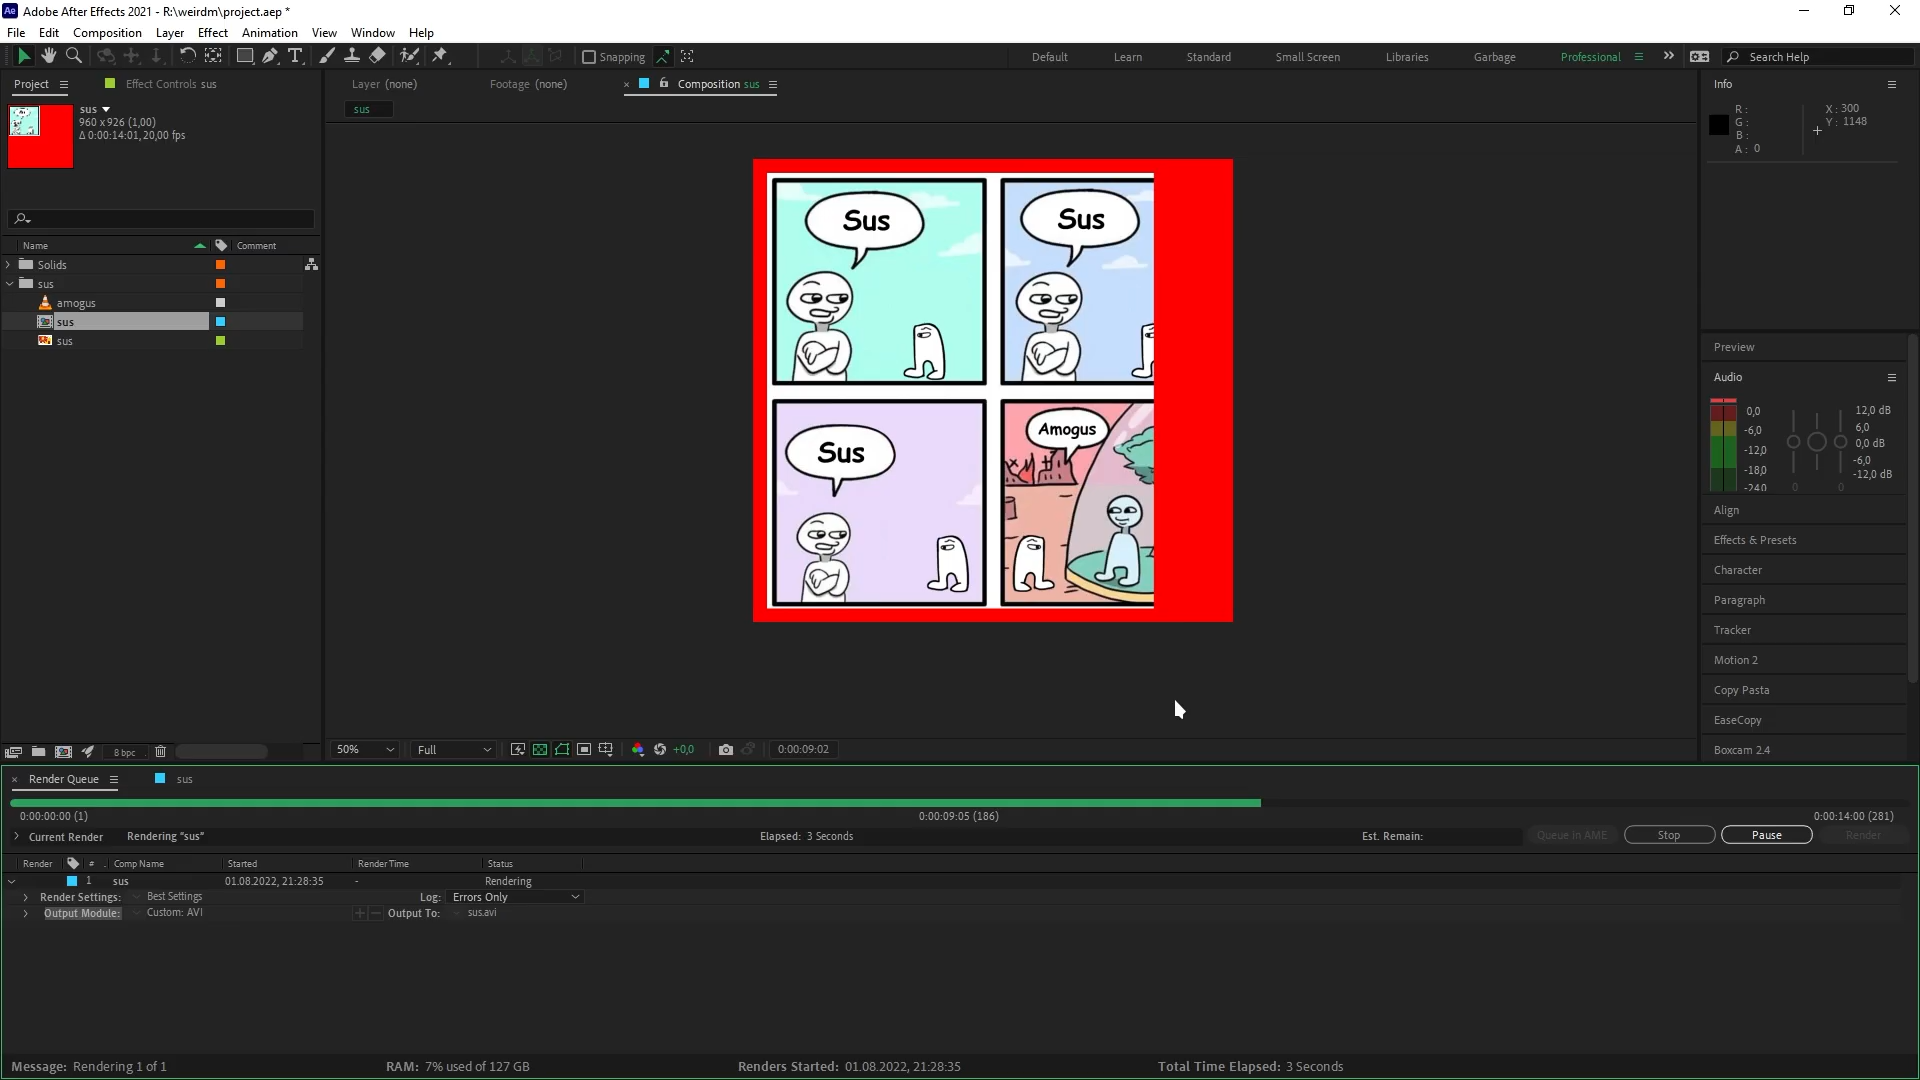 Adobe After Effects 2021 - R:\weirdm\project.aep *
File Edit Composition Layer Effect Animation View Window Help
Snapping
Default Learn Standard Small Screen Libraries Garbage Professional Search Help
Project Effect Controls sus
Layer (none) Footage (none) Composition sus
Info
sus
960 x 926 (1,00)
Δ 0:00:14:01, 20,00 fps
sus
R :
G :
B :
A : 0
X : 300
Y : 1148
Name Comment
Solids
sus
amogus
sus
sus
Sus
Sus
Sus
Amogus
Preview
Audio
0,0
-6,0
-12,0
-18,0
-24,0
12,0 dB
6,0
0,0 dB
-6,0
-12,0 dB
0 0
Align
Effects & Presets
Character
Paragraph
Tracker
Motion 2
Copy Pasta
EaseCopy
Boxcam 2.4
8 bpc
50% Full +0,0 0:00:09:02
Render Queue sus
0:00:00:00 (1) 0:00:09:05 (186) 0:00:14:00 (281)
Current Render Rendering "sus" Elapsed: 3 Seconds Est. Remain: Queue in AME Stop Pause Render
Render # . Comp Name Started Render Time Status
1 sus 01.08.2022, 21:28:35 - Rendering
Render Settings: Best Settings Log: Errors Only
Output Module: Custom: AVI Output To: sus.avi
Message: Rendering 1 of 1 RAM: 7% used of 127 GB Renders Started: 01.08.2022, 21:28:35 Total Time Elapsed: 3 Seconds